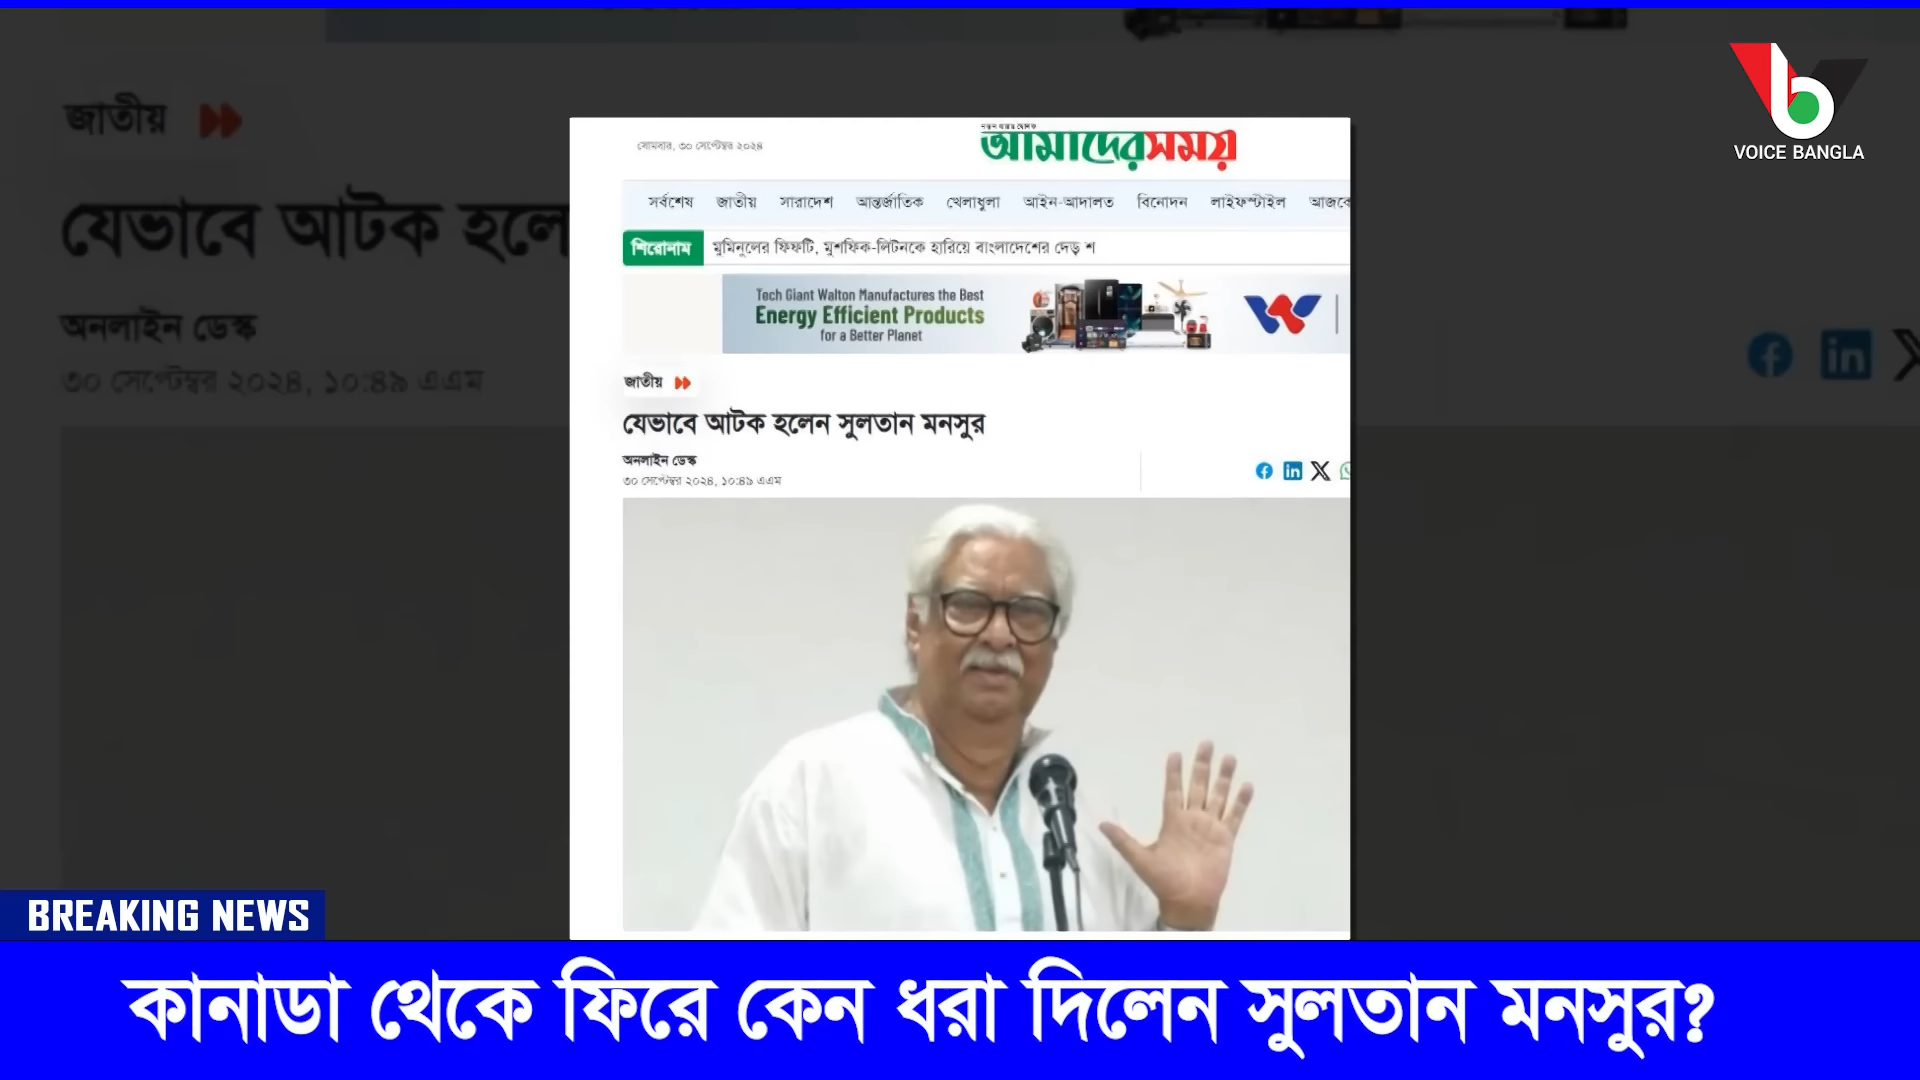 জাতীয়
যেভাবে আটক হলে
অনলাইন ডেস্ক
৩০ সেপ্টেম্বর ২০২৪, ১০:৪৯ এএম
VOICE BANGLA
সোমবার, ৩০ সেপ্টেম্বর ২০২৪
নতুন ধারার দৈনিক
আমাদের সময়
সর্বশেষ জাতীয় সারাদেশ আন্তর্জাতিক খেলাধুলা আইন-আদালত বিনোদন লাইফস্টাইল আজকে
শিরোনাম মুমিনুলের ফিফটি, মুশফিক-লিটনকে হারিয়ে বাংলাদেশের দেড় শ
Tech Giant Walton Manufactures the Best
Energy Efficient Products
for a Better Planet
জাতীয়
যেভাবে আটক হলেন সুলতান মনসুর
অনলাইন ডেস্ক
৩০ সেপ্টেম্বর ২০২৪, ১০:৪৯ এএম
BREAKING NEWS
কানাডা থেকে ফিরে কেন ধরা দিলেন সুলতান মনসুর?